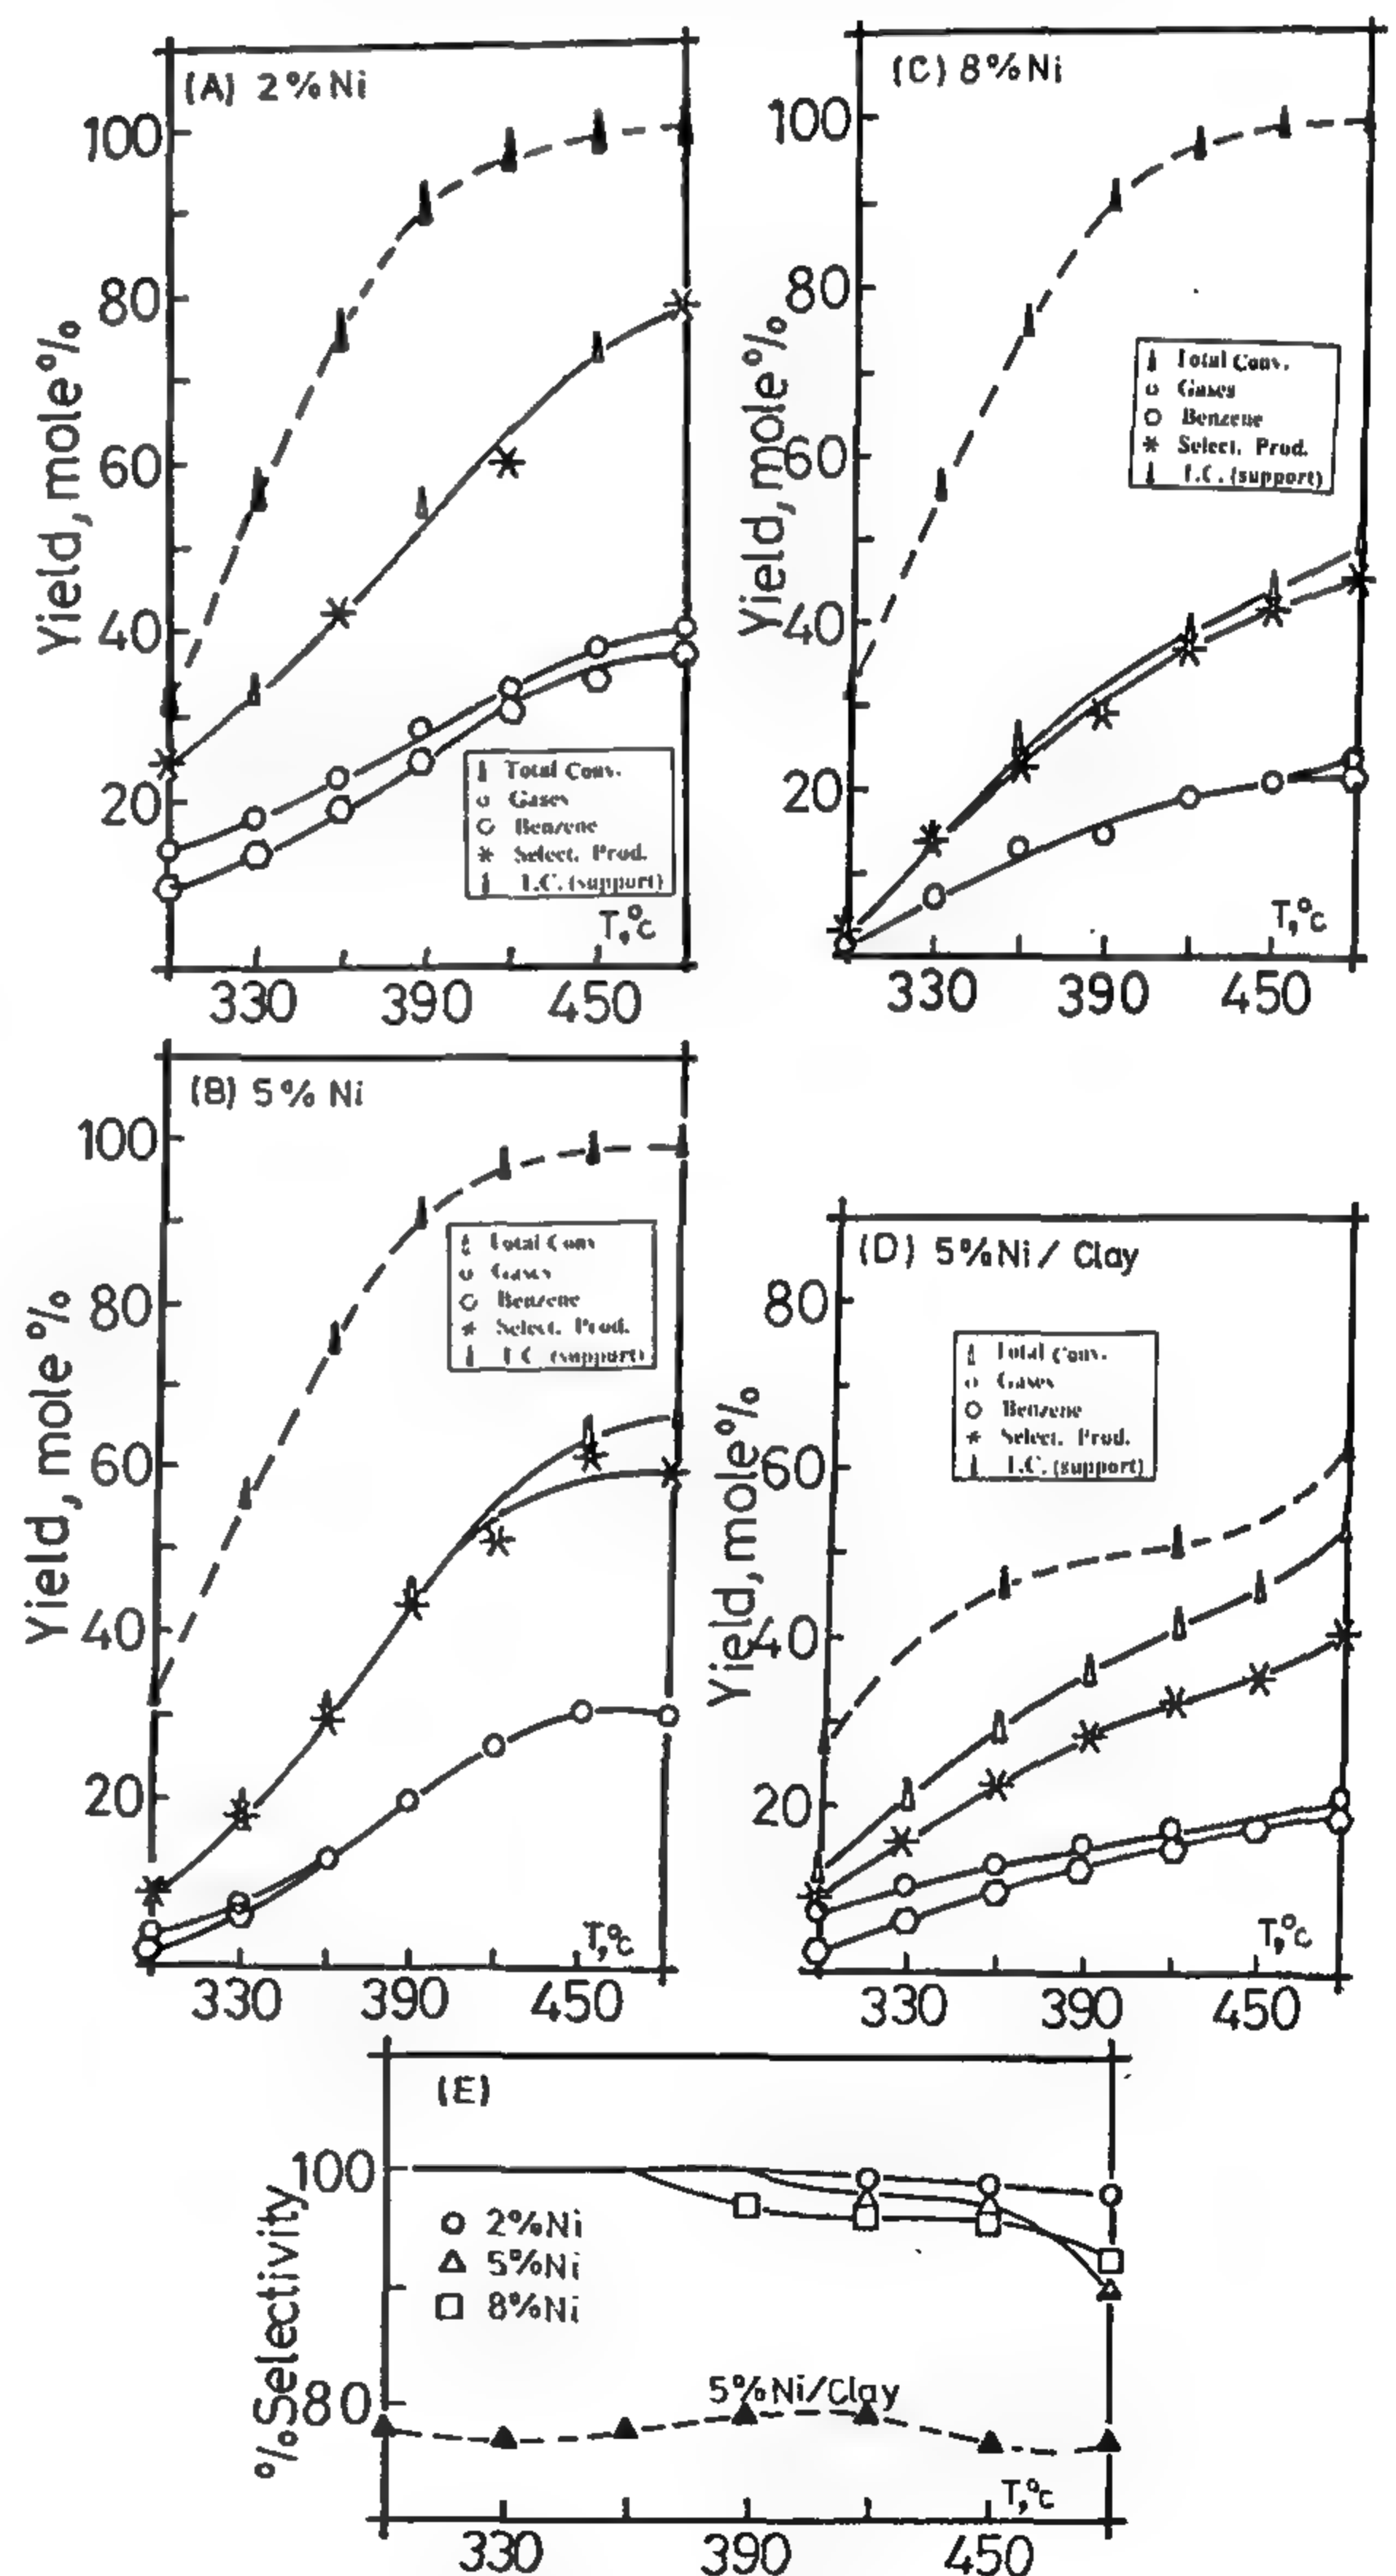 (A) 2%Ni
100
80
60
40
20
Yield, mole%
Total Conv.
Gases
Benzene
Select. Prod.
T.C. (support)
T,°C
330 390 450
(C) 8%Ni
100
80
60
40
20
Yield, mole%
Total Conv.
Gases
Benzene
Select. Prod.
T.C. (support)
T,°C
330 390 450
(B) 5% Ni
100
80
60
40
20
Yield, mole %
Total Conv
Gases
Benzene
Select. Prod.
T.C. (support)
T,°C
330 390 450
(D) 5%Ni/ Clay
80
60
40
20
Yield, mole%
Total Conv.
Gases
Benzene
Select. Prod.
T.C. (support)
T,°C
330 390 450
(E)
100
80
%Selectivity
2%Ni
5%Ni
8%Ni
5%Ni/Clay
T,°C
330 390 450